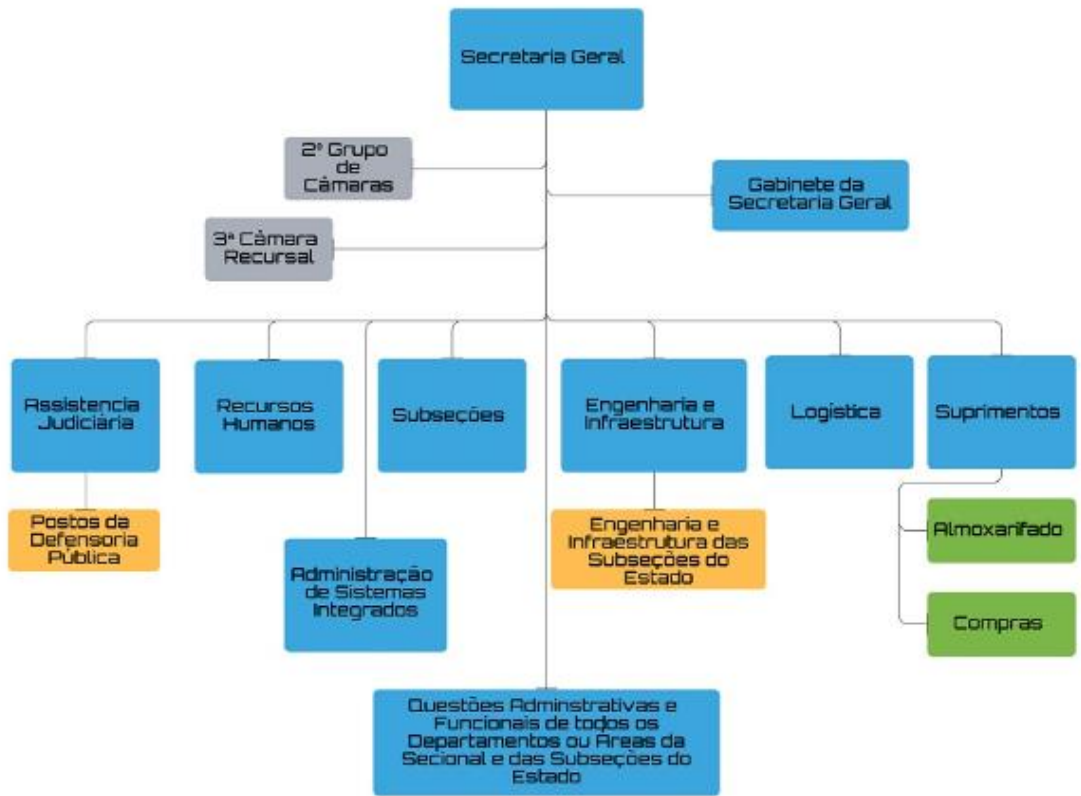 Secretaria Geral
2º Grupo
de
Câmaras
Gabinete da
Secretaria Geral
3ª Câmara
Recursal
Assistencia
Judiciária
Recursos
Humanos
Subseções
Engenharia e
Infraestrutura
Logística
Suprimentos
Postos da
Defensoria
Pública
Engenharia e
Infraestrutura das
Subseções do
Estado
Almoxarifado
Administração
de Sistemas
Integrados
Compras
Questões Adminstrativas e
Funcionais de todos os
Departamentos ou Áreas da
Secional e das Subseções do
Estado